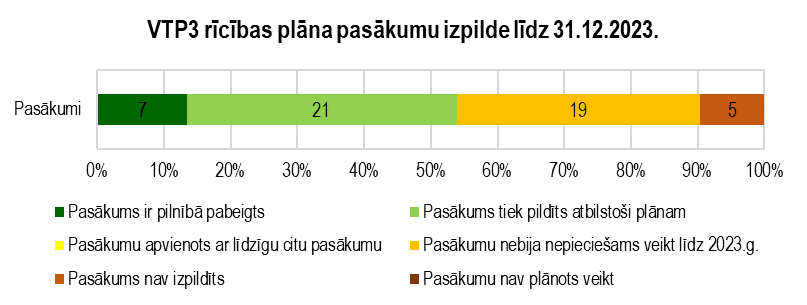 VTP3 rīcības plāna pasākumu izpilde līdz 31.12.2023.
Pasākumi
7 21 19 5
0% 10% 20% 30% 40% 50% 60% 70% 80% 90% 100%
Pasākums ir pilnībā pabeigts
Pasākums tiek pildīts atbilstoši plānam
Pasākumu apvienots ar līdzīgu citu pasākumu
Pasākumu nebija nepieciešams veikt līdz 2023.g.
Pasākums nav izpildīts
Pasākumu nav plānots veikt